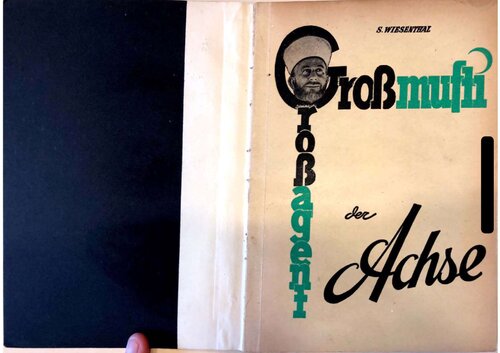 S. WIESENTHAL
Großmufti
Großagent
der
Achse